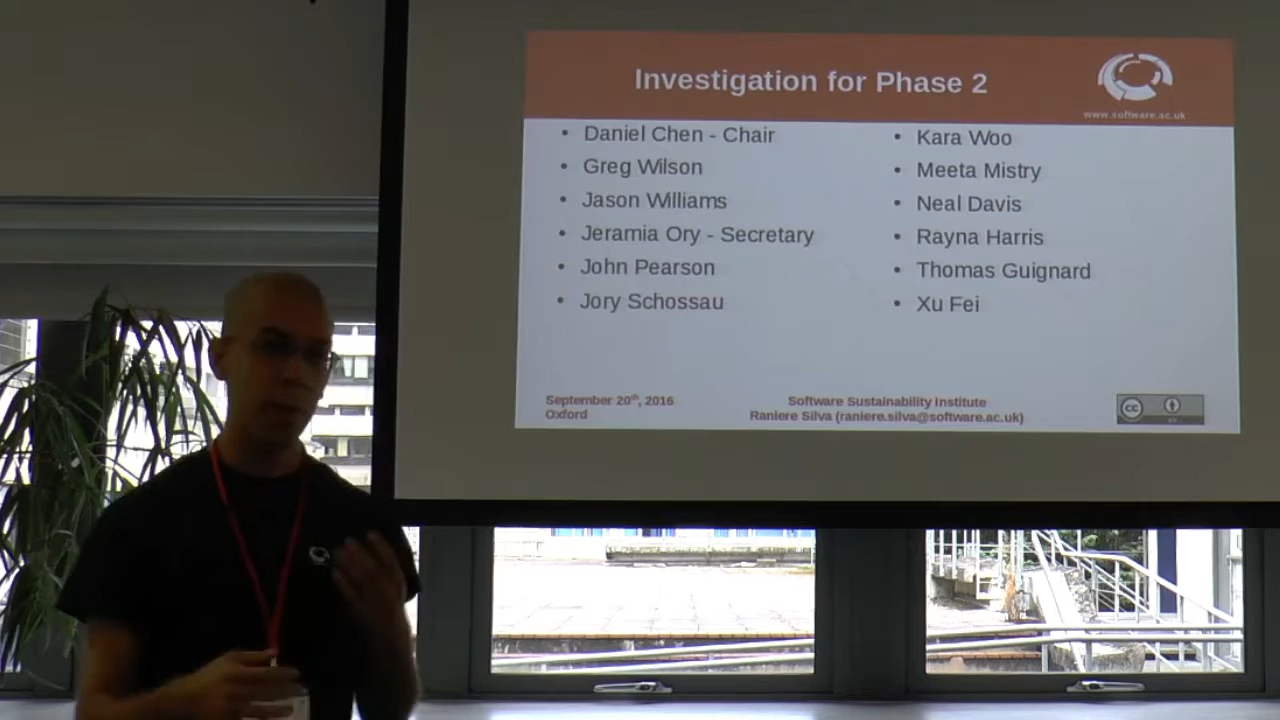 Investigation for Phase 2
www.software.ac.uk
• Daniel Chen - Chair
• Greg Wilson
• Jason Williams
• Jeramia Ory - Secretary
• John Pearson
• Jory Schossau
• Kara Woo
• Meeta Mistry
• Neal Davis
• Rayna Harris
• Thomas Guignard
• Xu Fei
September 20th, 2016
Oxford
Software Sustainability Institute
Raniere Silva (raniere.silva@software.ac.uk)
cc